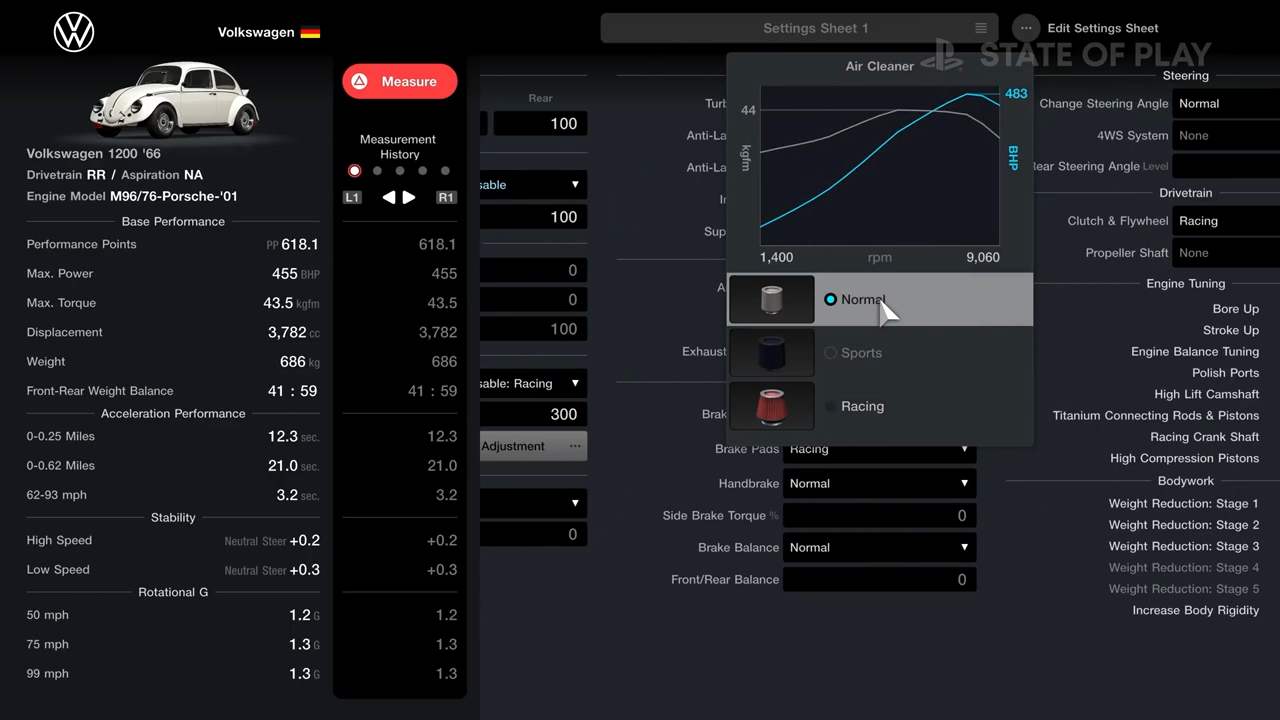 Volkswagen
Settings Sheet 1
Edit Settings Sheet
STATE OF PLAY
Volkswagen 1200 '66
Drivetrain RR / Aspiration NA
Engine Model M96/76-Porsche-'01
Base Performance
Performance Points PP 618.1
Max. Power 455 BHP
Max. Torque 43.5 kgfm
Displacement 3,782 cc
Weight 686 kg
Front-Rear Weight Balance 41 : 59
Acceleration Performance
0-0.25 Miles 12.3 sec.
0-0.62 Miles 21.0 sec.
62-93 mph 3.2 sec.
Stability
High Speed Neutral Steer +0.2
Low Speed Neutral Steer +0.3
Rotational G
50 mph 1.2 G
75 mph 1.3 G
99 mph 1.3 G
Measure
Measurement
History
L1 R1
618.1
455
43.5
3,782
686
41 : 59
12.3
21.0
3.2
+0.2
+0.3
1.2
1.3
1.3
Rear
100
sable
100
0
0
100
sable: Racing
300
Adjustment
0
Turb
Anti-La
Anti-La
In
Sup
A
Exhaust
Brak
Brake Pads Racing
Handbrake Normal
Side Brake Torque % 0
Brake Balance Normal
Front/Rear Balance 0
Air Cleaner
44
483
kgfm
BHP
1,400 rpm 9,060
Normal
Sports
Racing
Steering
Change Steering Angle Normal
4WS System None
Rear Steering Angle Level
Drivetrain
Clutch & Flywheel Racing
Propeller Shaft None
Engine Tuning
Bore Up
Stroke Up
Engine Balance Tuning
Polish Ports
High Lift Camshaft
Titanium Connecting Rods & Pistons
Racing Crank Shaft
High Compression Pistons
Bodywork
Weight Reduction: Stage 1
Weight Reduction: Stage 2
Weight Reduction: Stage 3
Weight Reduction: Stage 4
Weight Reduction: Stage 5
Increase Body Rigidity